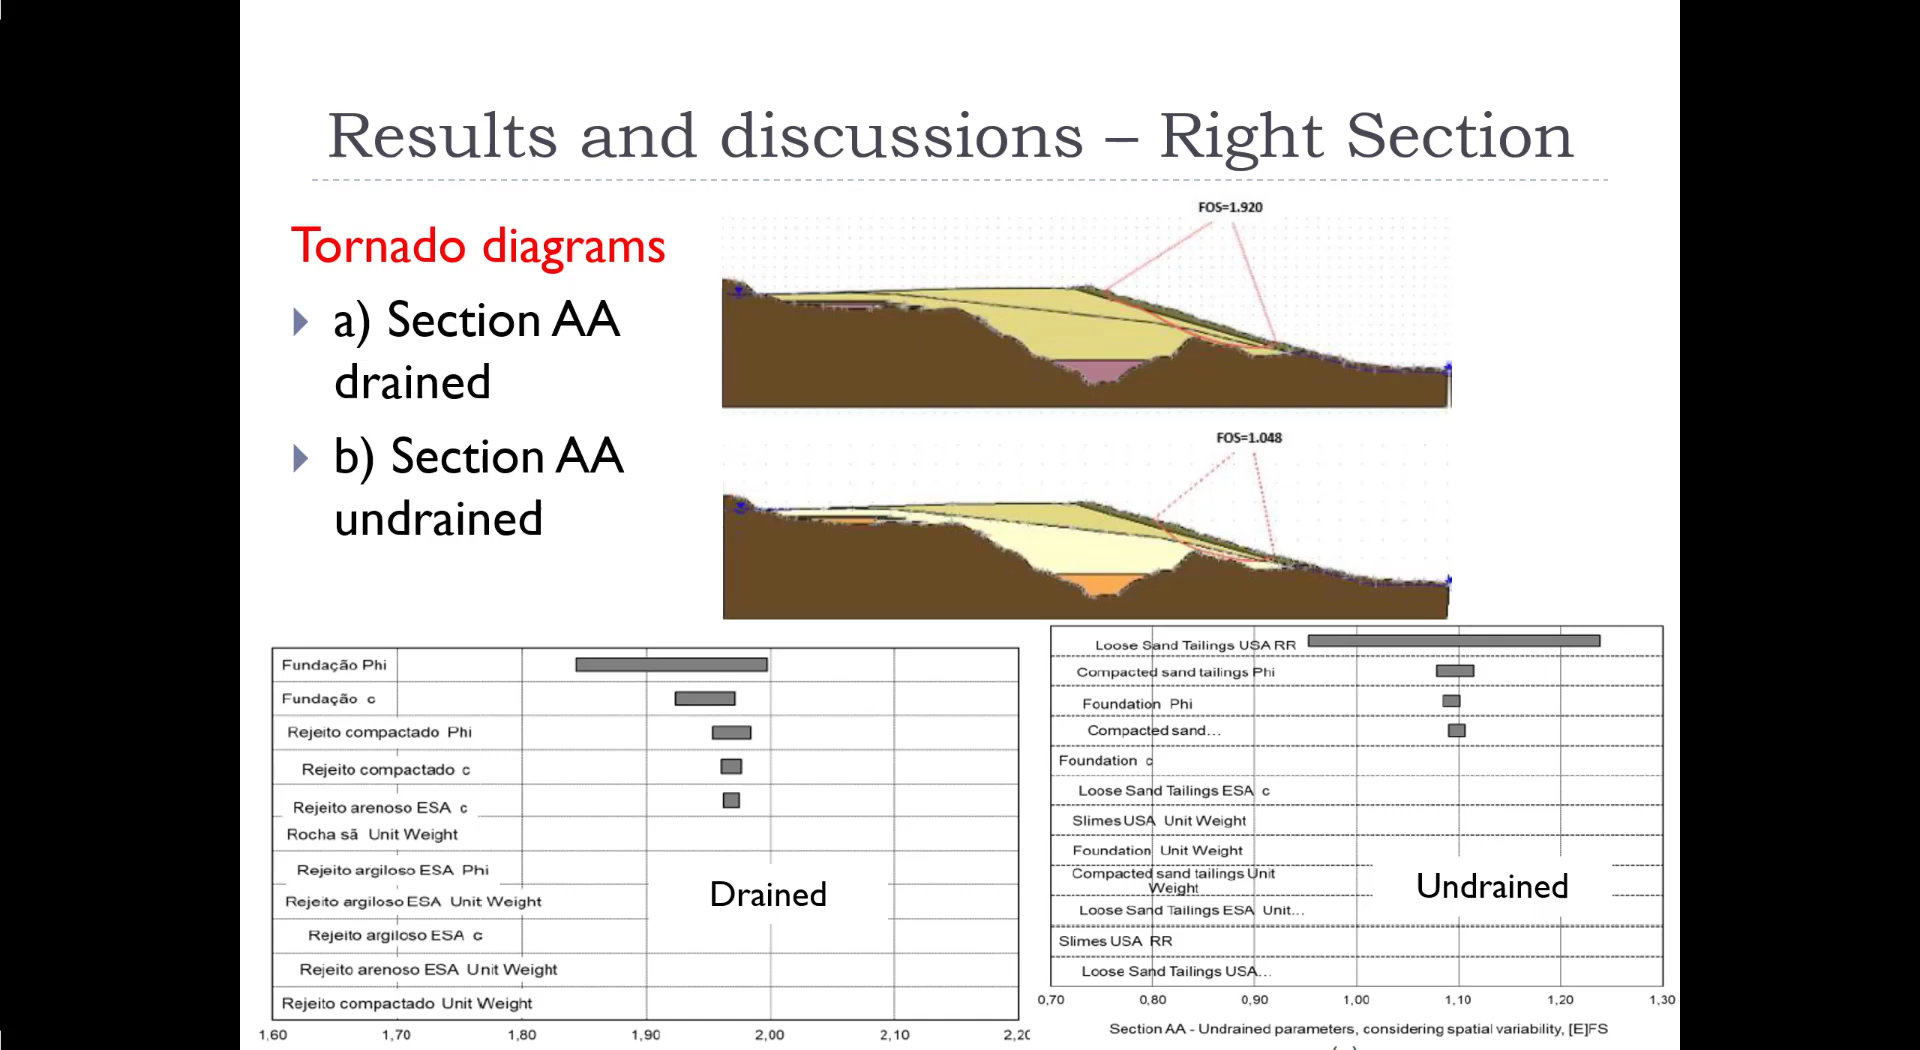 Results and discussions – Right Section
Tornado diagrams
a) Section AA
drained
b) Section AA
undrained
FOS=1.920
FOS=1.048
Fundação Phi
Fundação c
Rejeito compactado Phi
Rejeito compactado c
Rejeito arenoso ESA c
Rocha sã Unit Weight
Rejeito argiloso ESA Phi
Rejeito argiloso ESA Unit Weight
Rejeito argiloso ESA c
Rejeito arenoso ESA Unit Weight
Rejeito compactado Unit Weight
Drained
1,60 1,70 1,80 1,90 2,00 2,10 2,20
Loose Sand Tailings USA RR
Compacted sand tailings Phi
Foundation Phi
Compacted sand...
Foundation c
Loose Sand Tailings ESA c
Slimes USA Unit Weight
Foundation Unit Weight
Compacted sand tailings Unit
Weight
Loose Sand Tailings ESA Unit...
Slimes USA RR
Loose Sand Tailings USA...
Undrained
0,70 0,80 0,90 1,00 1,10 1,20 1,30
Section AA - Undrained parameters, considering spatial variability, [E]FS